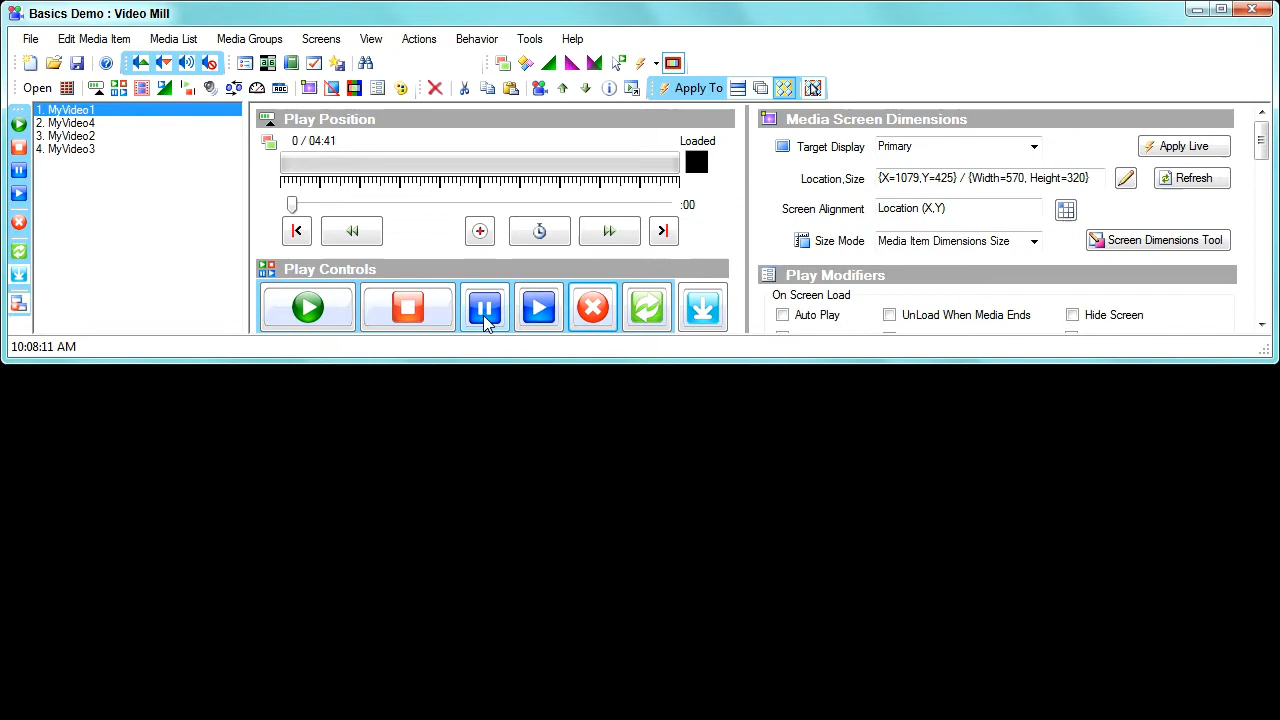 Basics Demo : Video Mill
File Edit Media Item Media List Media Groups Screens View Actions Behavior Tools Help
Open Apply To
1. MyVideo1
2. MyVideo4
3. MyVideo2
4. MyVideo3
Play Position
0 / 04:41 Loaded
:00
Play Controls
Media Screen Dimensions
Target Display Primary Apply Live
Location,Size {X=1079,Y=425} / {Width=570, Height=320} Refresh
Screen Alignment Location (X,Y)
Size Mode Media Item Dimensions Size Screen Dimensions Tool
Play Modifiers
On Screen Load
Auto Play UnLoad When Media Ends Hide Screen
10:08:11 AM